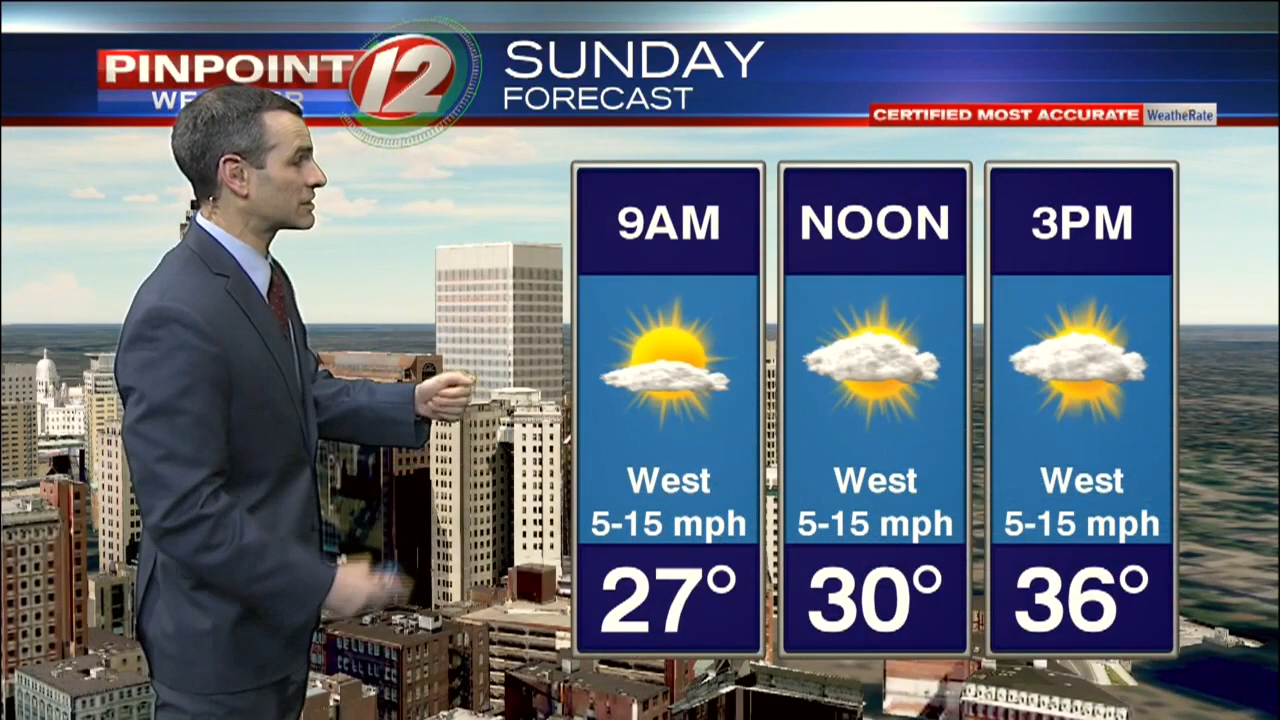 PINPOINT
12
SUNDAY
FORECAST
CERTIFIED MOST ACCURATE
WeatheRate
9AM
West
5-15 mph
27°
NOON
West
5-15 mph
30°
3PM
West
5-15 mph
36°